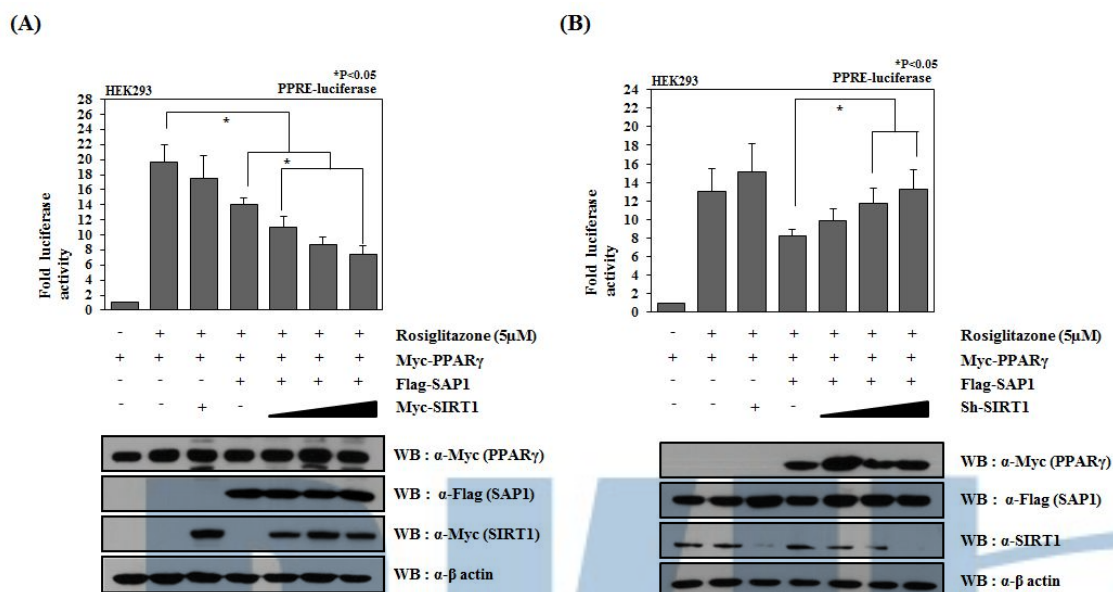 (A)
*P<0.05
HEK293 PPRE-luciferase
28
26
24
22
20
18
16
14
12
10
8
6
4
2
0
Fold luciferase
activity
*
*
- + + + + + + Rosiglitazone (5μM)
+ + + + + + + Myc-PPARγ
- - - + + + + Flag-SAP1
- - + - Myc-SIRT1
WB : α-Myc (PPARγ)
WB : α-Flag (SAP1)
WB : α-Myc (SIRT1)
WB : α-β actin
(B)
*P<0.05
HEK293 PPRE-luciferase
24
22
20
18
16
14
12
10
8
6
4
2
0
Fold luciferase
activity
*
- + + + + + + Rosiglitazone (5μM)
+ + + + + + + Myc-PPARγ
- - - + + + + Flag-SAP1
- - + - Sh-SIRT1
WB : α-Myc (PPARγ)
WB : α-Flag (SAP1)
WB : α-SIRT1
WB : α-β actin